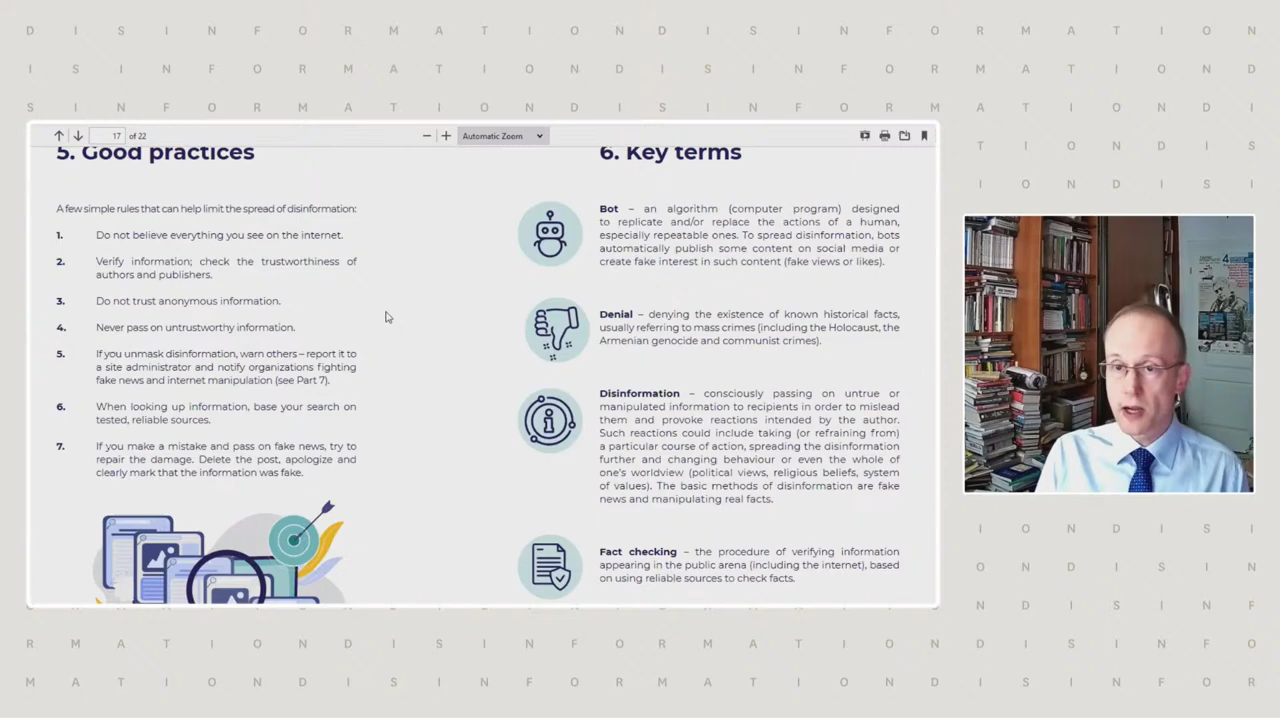 D I S I N F O R M A T I O N D I S I N F O R M A T I O N D I S I N F O R M A T I O N
I S I N F O R M A T I O N D I S I N F O R M A T I O N D I S I N F O R M A T I O N D
S I N F O R M A T I O N D I S I N F O R M A T I O N D I S I N F O R M A T I O N D I
T I O N D I S I
I O N D I S I
17 of 22
Automatic Zoom
5. Good practices
A few simple rules that can help limit the spread of disinformation:
1. Do not believe everything you see on the internet.
2. Verify information; check the trustworthiness of
authors and publishers.
3. Do not trust anonymous information.
4. Never pass on untrustworthy information.
5. If you unmask disinformation, warn others – report it to
a site administrator and notify organizations fighting
fake news and internet manipulation (see Part 7).
6. When looking up information, base your search on
tested, reliable sources.
7. If you make a mistake and pass on fake news, try to
repair the damage. Delete the post, apologize and
clearly mark that the information was fake.
6. Key terms
Bot – an algorithm (computer program) designed
to replicate and/or replace the actions of a human,
especially repeatable ones. To spread disinformation, bots
automatically publish some content on social media or
create fake interest in such content (fake views or likes).
Denial – denying the existence of known historical facts,
usually referring to mass crimes (including the Holocaust, the
Armenian genocide and communist crimes).
Disinformation – consciously passing on untrue or
manipulated information to recipients in order to mislead
them and provoke reactions intended by the author.
Such reactions could include taking (or refraining from)
a particular course of action, spreading the disinformation
further and changing behaviour or even the whole of
one's worldview (political views, religious beliefs, system
of values). The basic methods of disinformation are fake
news and manipulating real facts.
Fact checking – the procedure of verifying information
appearing in the public arena (including the internet), based
on using reliable sources to check facts.
I O N D I S I
O N D I S I N
N D I S I N F
R M A T I O N D I S I N F O R M A T I O N D I S I N F O R M A T I O N D I S I N F O
M A T I O N D I S I N F O R M A T I O N D I S I N F O R M A T I O N D I S I N F O R